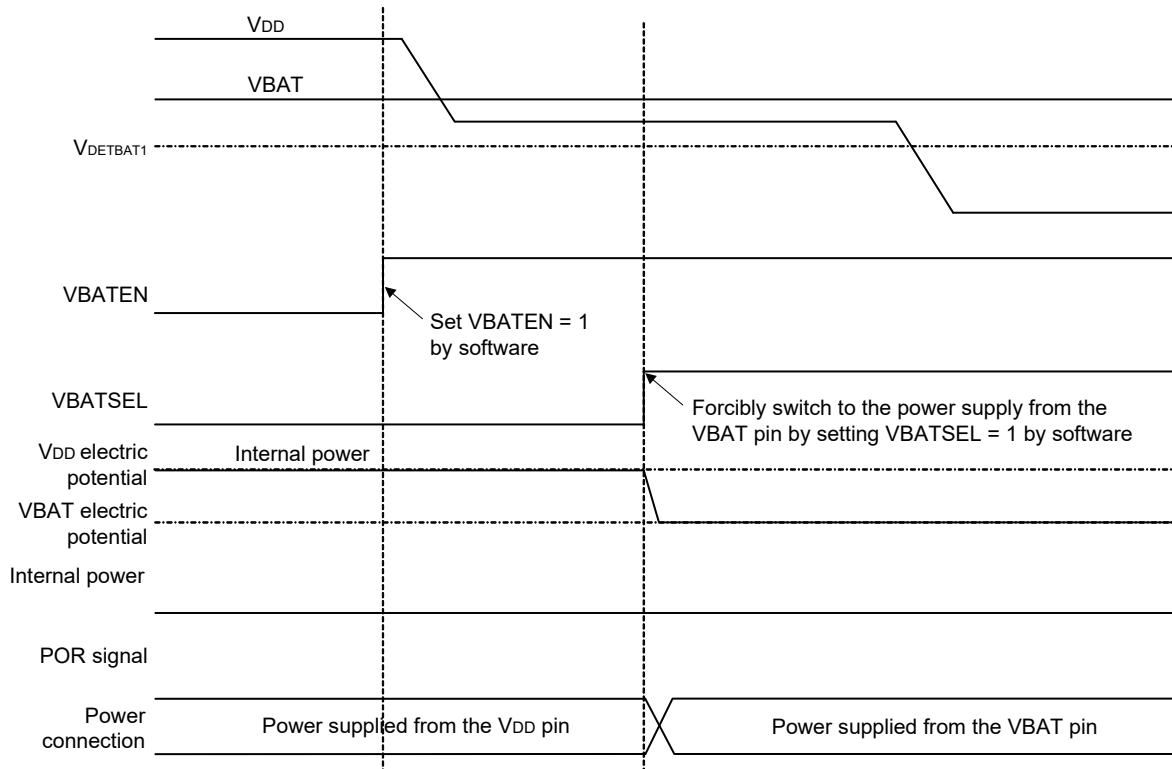 VDD
VBAT
VDETBAT1
VBATEN
Set VBATEN = 1
by software
VBATSEL
Forcibly switch to the power supply from the
VBAT pin by setting VBATSEL = 1 by software
VDD electric
potential
Internal power
VBAT electric
potential
Internal power
POR signal
Power
connection
Power supplied from the VDD pin
Power supplied from the VBAT pin